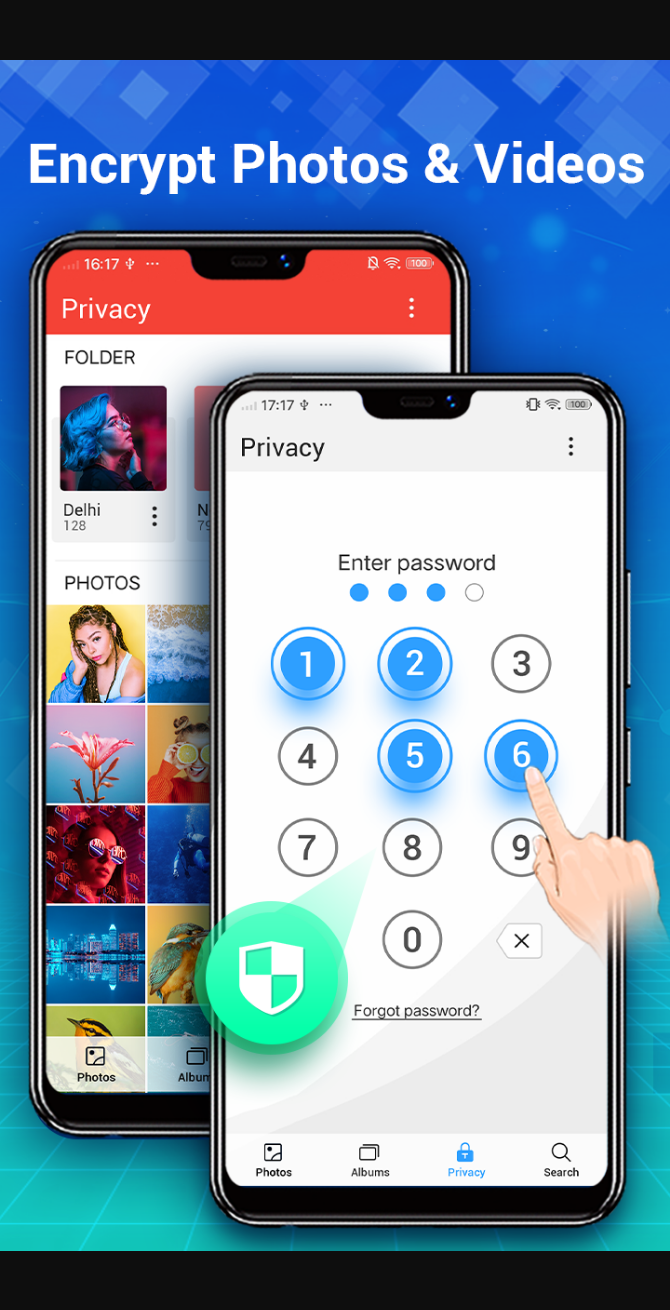 Encrypt Photos & Videos
16:17
100
Privacy
FOLDER
Delhi
128
N
79
PHOTOS
Photos
Album
17:17
100
Privacy
Enter password
1 2 3
4 5 6
7 8 9
0
Forgot password?
Photos Albums Privacy Search